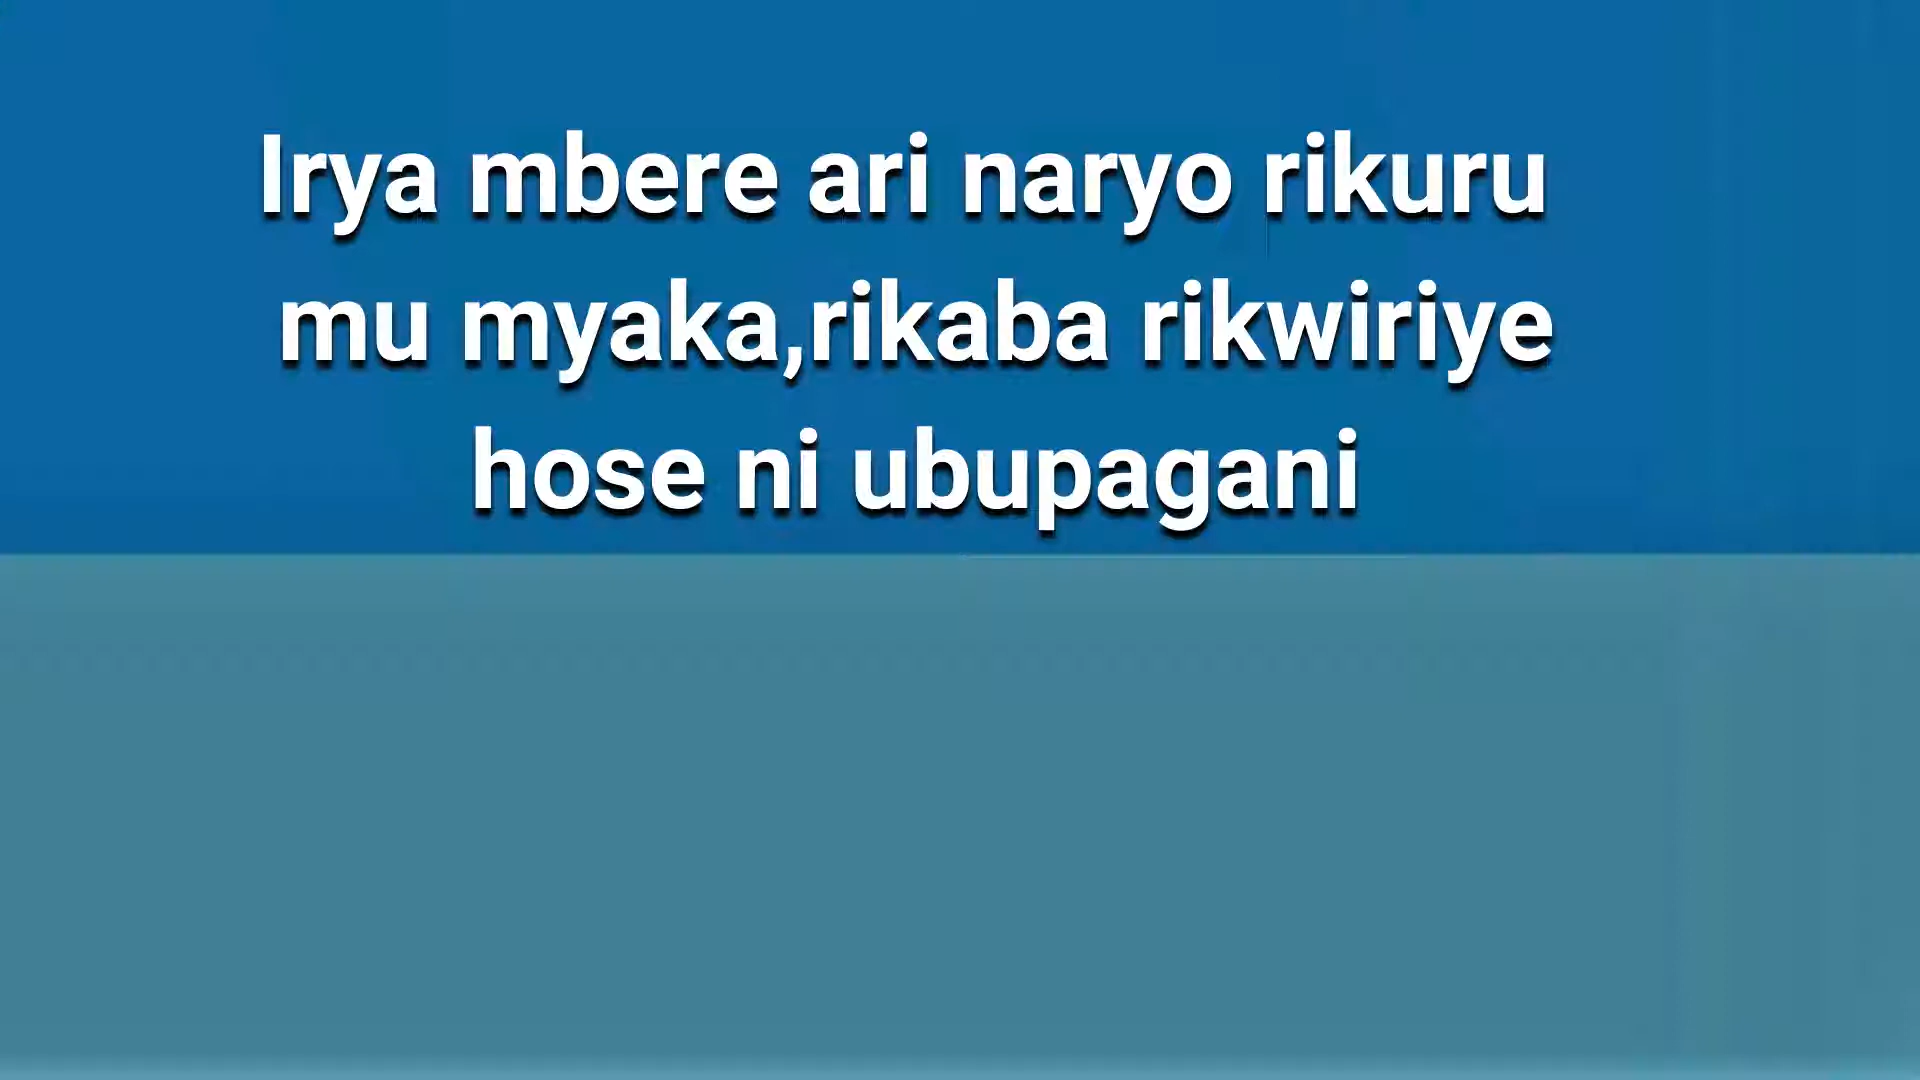 Irya mbere ari naryo rikuru
mu myaka,rikaba rikwiriye
hose ni ubupagani